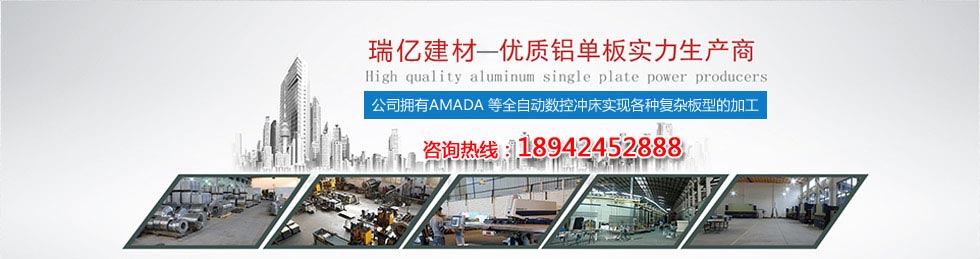 瑞亿建材—优质铝单板实力生产商
High quality aluminum single plate power producers
公司拥有AMADA 等全自动数控冲床实现各种复杂板型的加工
咨询热线：18942452888